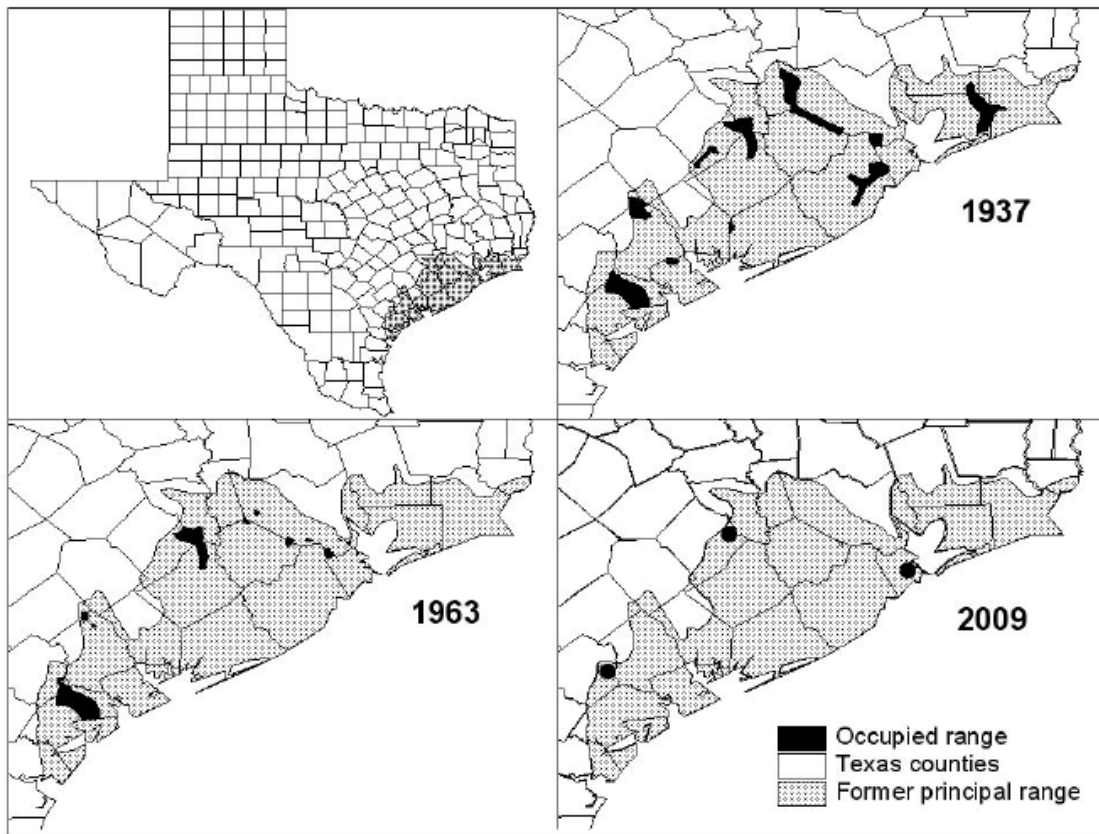 1937
1963
2009
Occupied range
Texas counties
Former principal range